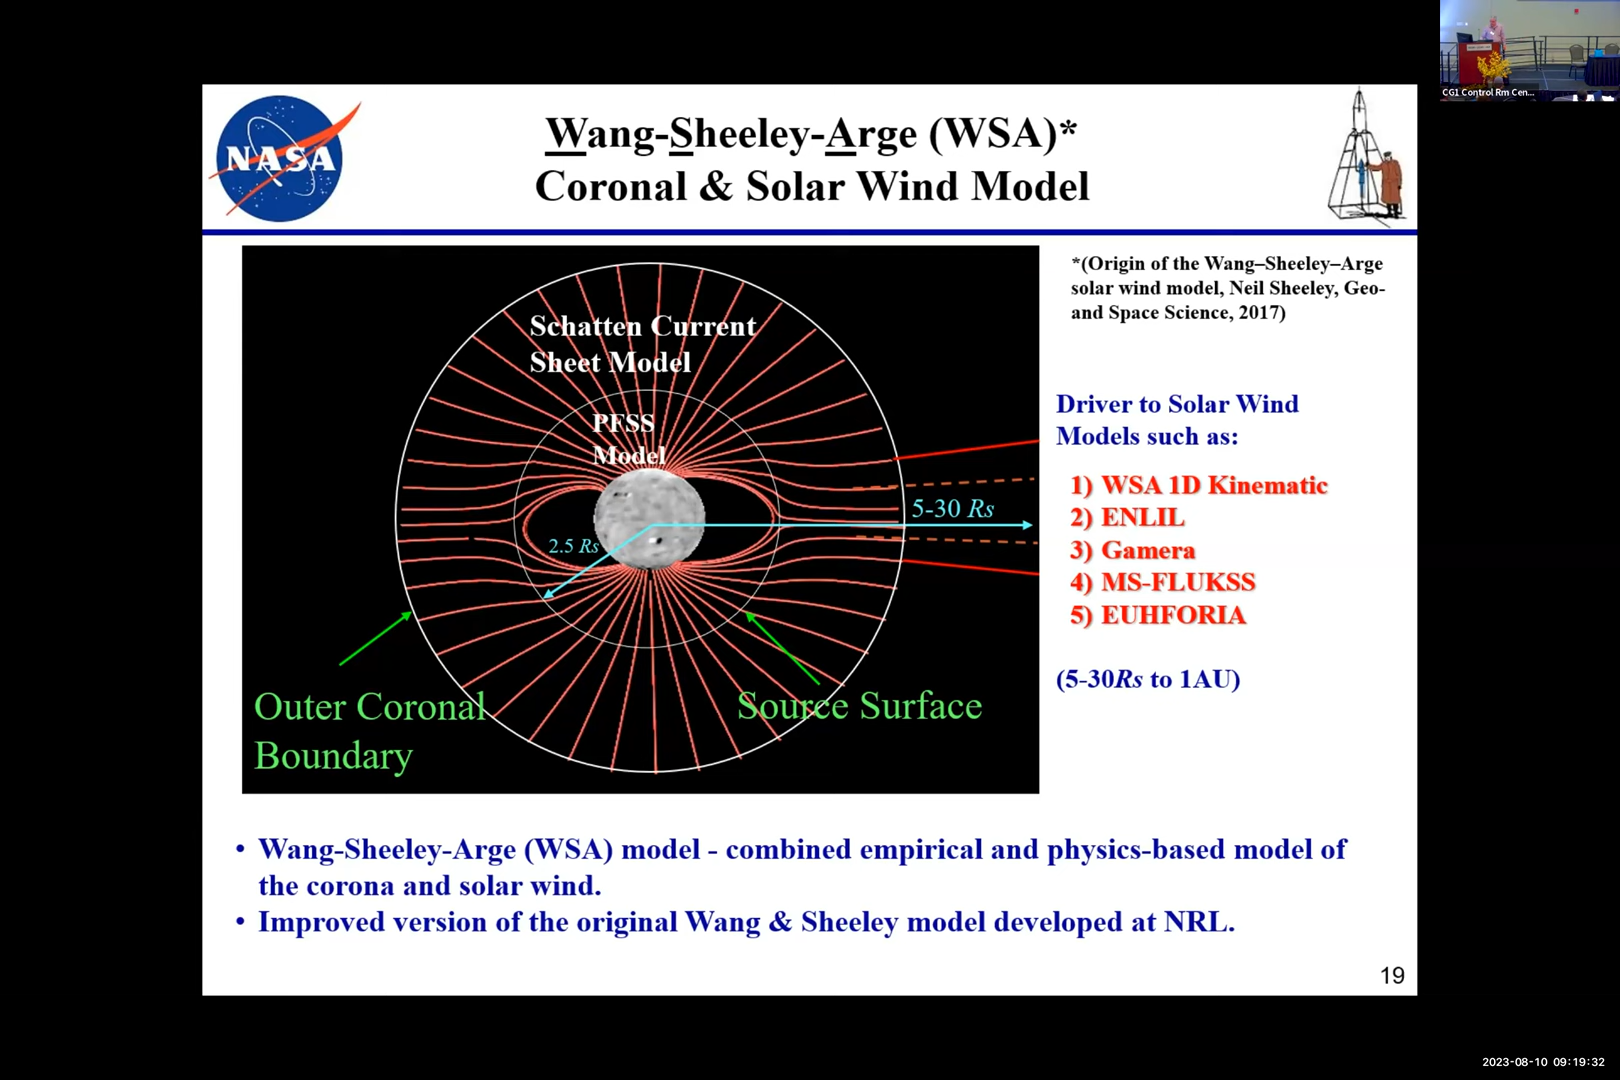 CG1 Control Rm Cen...
NASA
Wang-Sheeley-Arge (WSA)*
Coronal & Solar Wind Model
*(Origin of the Wang–Sheeley–Arge
solar wind model, Neil Sheeley, Geo-
and Space Science, 2017)
Schatten Current
Sheet Model
PFSS
Model
5-30 Rs
2.5 Rs
Outer Coronal
Boundary
Source Surface
Driver to Solar Wind
Models such as:
1) WSA 1D Kinematic
2) ENLIL
3) Gamera
4) MS-FLUKSS
5) EUHFORIA
(5-30Rs to 1AU)
• Wang-Sheeley-Arge (WSA) model - combined empirical and physics-based model of
the corona and solar wind.
• Improved version of the original Wang & Sheeley model developed at NRL.
19
2023-08-10 09:19:32